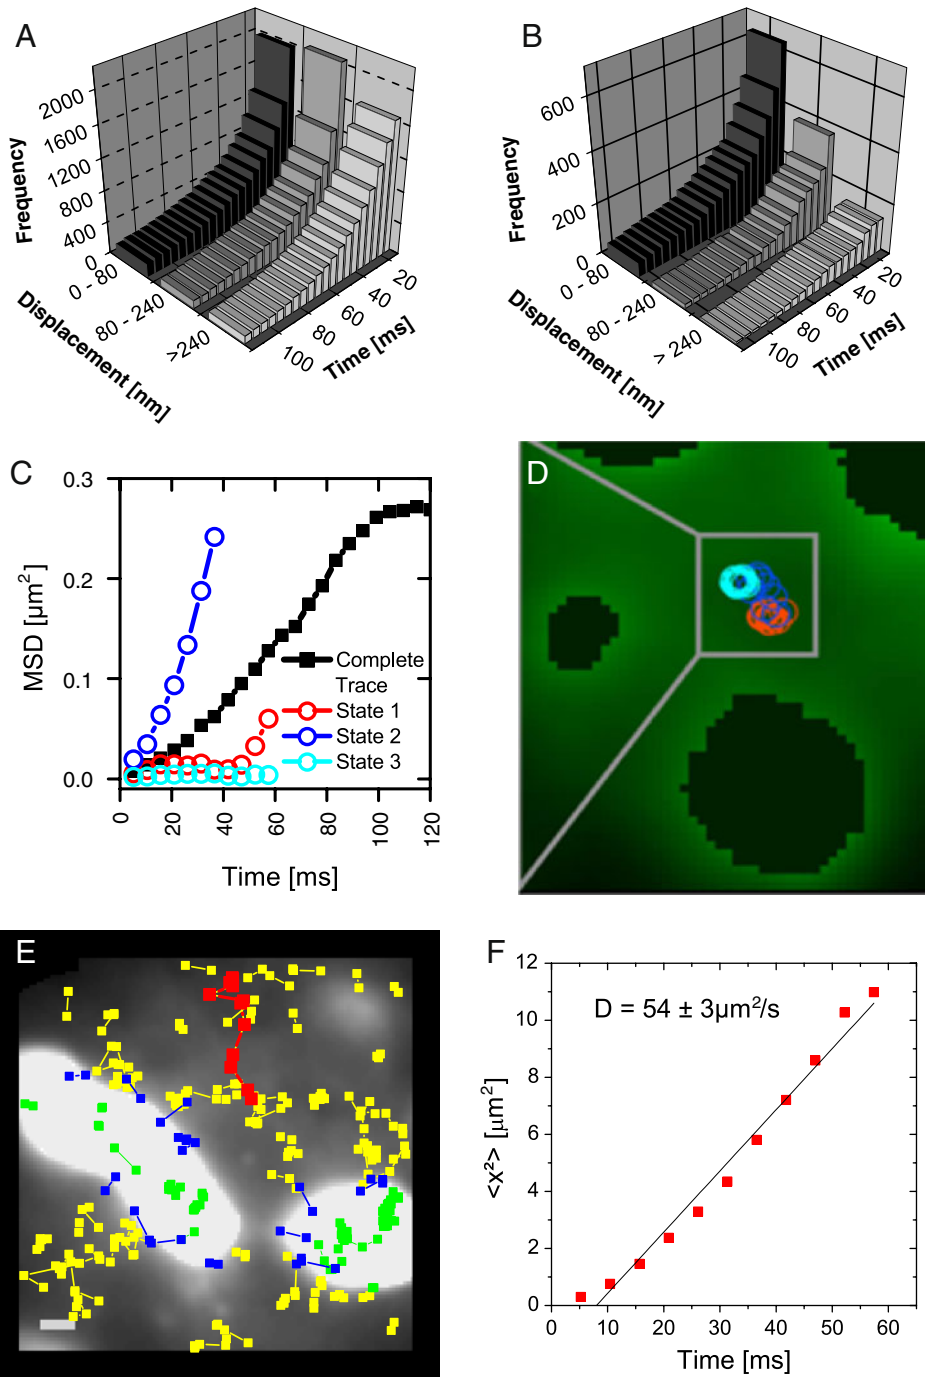 A
2000
1600
1200
800
400
0
Frequency
0 - 80
80 - 240
>240
Displacement [nm]
20
40
60
80
100
Time [ms]
B
600
400
200
0
Frequency
0 - 80
80 - 240
> 240
Displacement [nm]
20
40
60
80
100
Time [ms]
C
0.3
0.2
0.1
0.0
MSD [µm²]
Complete
Trace
State 1
State 2
State 3
0 20 40 60 80 100 120
Time [ms]
D
E
F
12
10
8
6
4
2
0
<x²> [µm²]
D = 54 ± 3µm²/s
0 10 20 30 40 50 60
Time [ms]